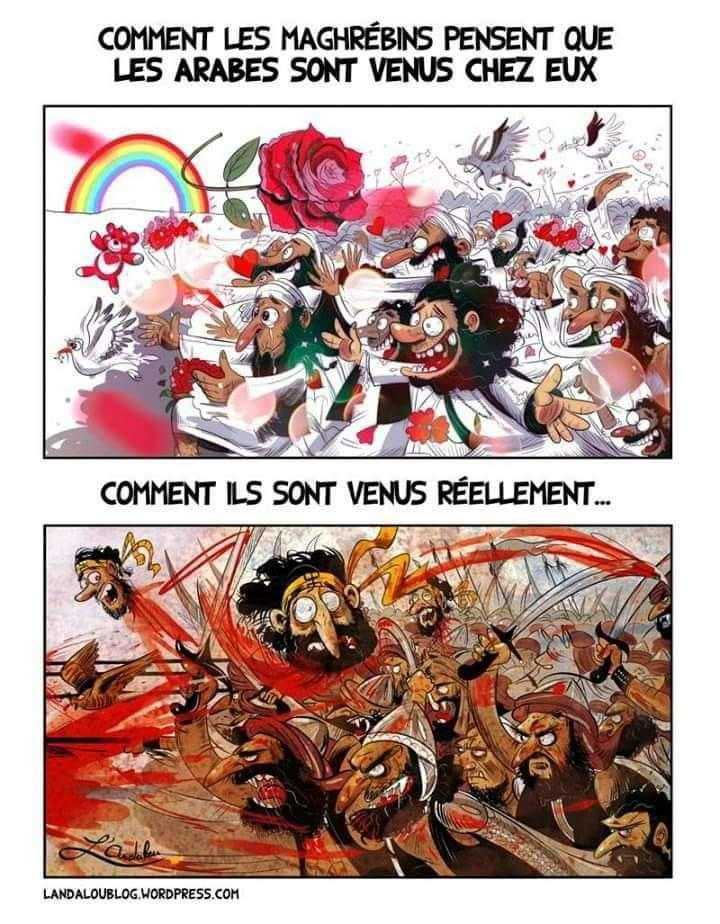 COMMENT LES MAGHRÉBINS PENSENT QUE
LES ARABES SONT VENUS CHEZ EUX
COMMENT ILS SONT VENUS RÉELLEMENT...
L'Andalou
LANDALOUBLOG.WORDPRESS.COM